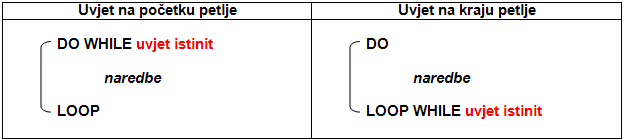 Uvjet na početku petlje
DO WHILE uvjet istinit
naredbe
LOOP
Uvjet na kraju petlje
DO
naredbe
LOOP WHILE uvjet istinit